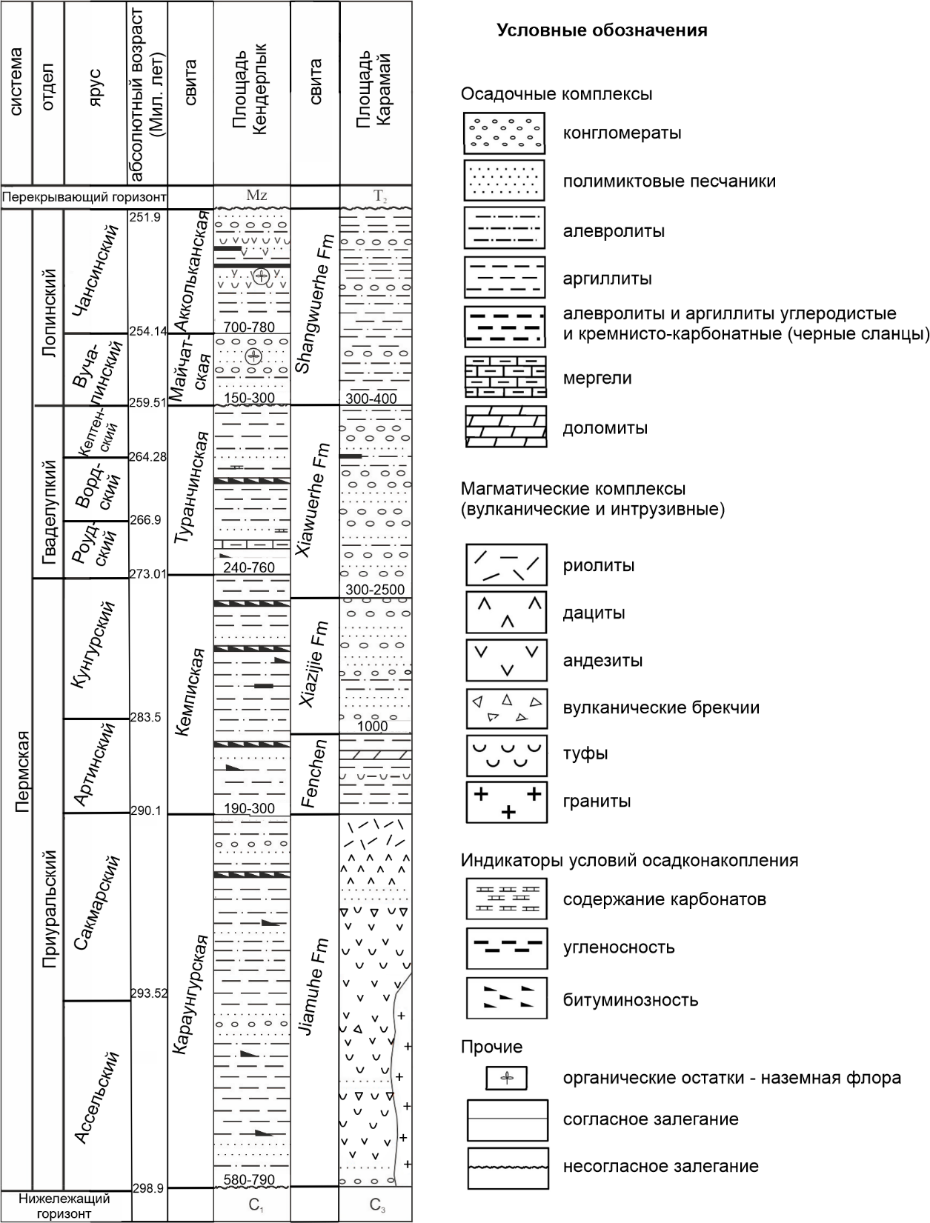 система
отдел
ярус
абсолютный возраст
(Мил. лет)
свита
Площадь
Кендерлык
свита
Площадь
Карамай
Перекрывающий горизонт
Mz
T2
Пермская
Лопинский
Гваделупкий
Приуральский
Чансинский
Вуча-
пинский
Кептен-
ский
Ворд-
ский
Роуд-
ский
Кунгурский
Артинский
Сакмарский
Ассельский
251.9
254.14
259.51
264.28
266.9
273.01
283.5
290.1
293.52
298.9
Аккольканская
Майчат-
ская
Туранчинская
Кемпиская
Караунгурская
700-780
150-300
240-760
190-300
580-790
Shangwuerhe Fm
Xiawuerhe Fm
Xiazijie Fm
Fenchen
Jiamuhe Fm
300-400
300-2500
1000
Нижележащий
горизонт
C1
C3
Условные обозначения
Осадочные комплексы
конгломераты
полимиктовые песчаники
алевролиты
аргиллиты
алевролиты и аргиллиты углеродистые
и кремнисто-карбонатные (черные сланцы)
мергели
доломиты
Магматические комплексы
(вулканические и интрузивные)
риолиты
дациты
андезиты
вулканические брекчии
туфы
граниты
Индикаторы условий осадконакопления
содержание карбонатов
угленосность
битуминозность
Прочие
органические остатки - наземная флора
согласное залегание
несогласное залегание